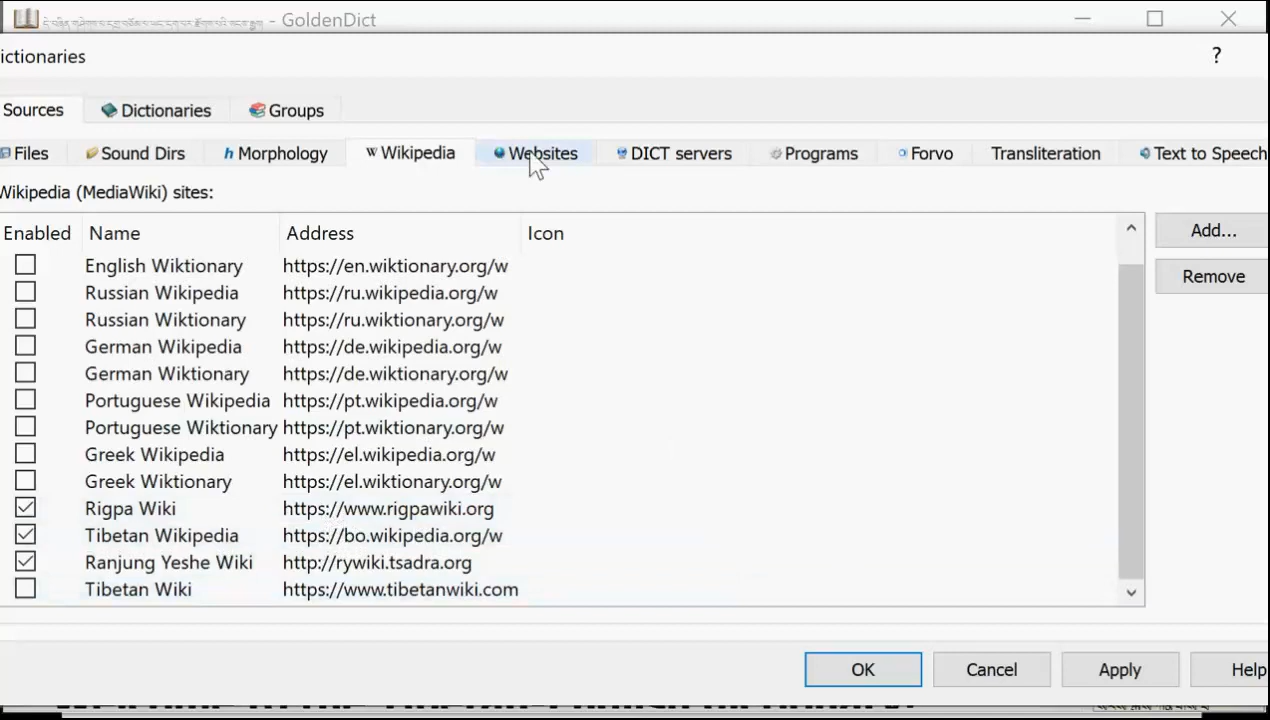 - GoldenDict
ictionaries
?
Sources Dictionaries Groups
Files Sound Dirs Morphology Wikipedia Websites DICT servers Programs Forvo Transliteration Text to Speech
Wikipedia (MediaWiki) sites:
Enabled Name Address Icon
Add...
English Wiktionary https://en.wiktionary.org/w
Remove
Russian Wikipedia https://ru.wikipedia.org/w
Russian Wiktionary https://ru.wiktionary.org/w
German Wikipedia https://de.wikipedia.org/w
German Wiktionary https://de.wiktionary.org/w
Portuguese Wikipedia https://pt.wikipedia.org/w
Portuguese Wiktionary https://pt.wiktionary.org/w
Greek Wikipedia https://el.wikipedia.org/w
Greek Wiktionary https://el.wiktionary.org/w
Rigpa Wiki https://www.rigpawiki.org
Tibetan Wikipedia https://bo.wikipedia.org/w
Ranjung Yeshe Wiki http://rywiki.tsadra.org
Tibetan Wiki https://www.tibetanwiki.com
OK Cancel Apply Help